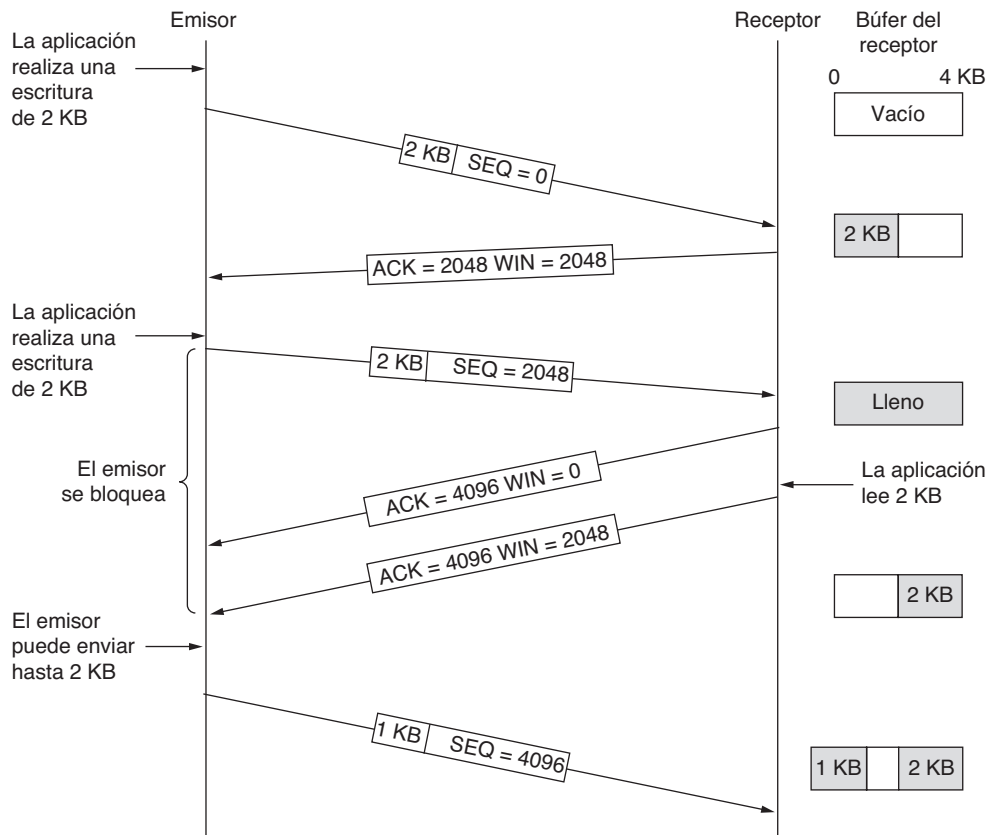 Emisor
Receptor
Búfer del
receptor
La aplicación
realiza una
escritura
de 2 KB
0
4 KB
Vacío
2 KB
SEQ = 0
2 KB
ACK = 2048 WIN = 2048
La aplicación
realiza una
escritura
de 2 KB
2 KB
SEQ = 2048
Lleno
El emisor
se bloquea
ACK = 4096 WIN = 0
La aplicación
lee 2 KB
ACK = 4096 WIN = 2048
2 KB
El emisor
puede enviar
hasta 2 KB
1 KB
SEQ = 4096
1 KB
2 KB